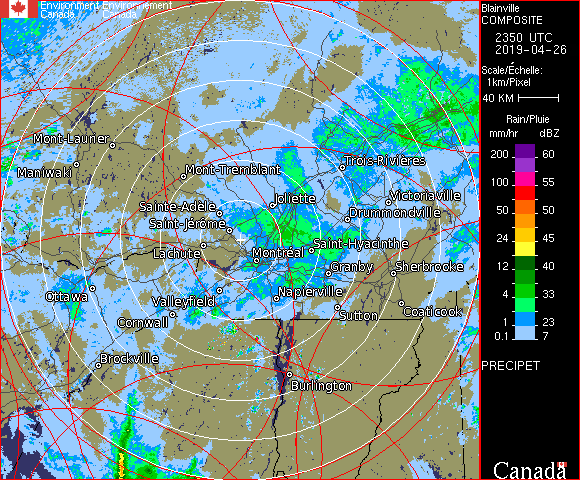 Environment Environnement
Canada Canada
Mont-Laurier
Maniwaki
Mont-Tremblant
Trois-Rivières
Joliette
Victoriaville
Sainte-Adèle
Drummondville
Saint-Jérôme
Saint-Hyacinthe
Lachute
Montréal
Granby
Sherbrooke
Ottawa
Valleyfield
Napierville
Cornwall
Sutton
Coaticook
Brockville
Burlington
Blainville
COMPOSITE
2350 UTC
2019-04-26
Scale/Échelle:
1km/Pixel
40 KM
Rain/Pluie
mm/hr dBZ
200 60
100 55
50 50
24 45
12 40
4 33
1 23
0.1 7
PRECIPET
Canada